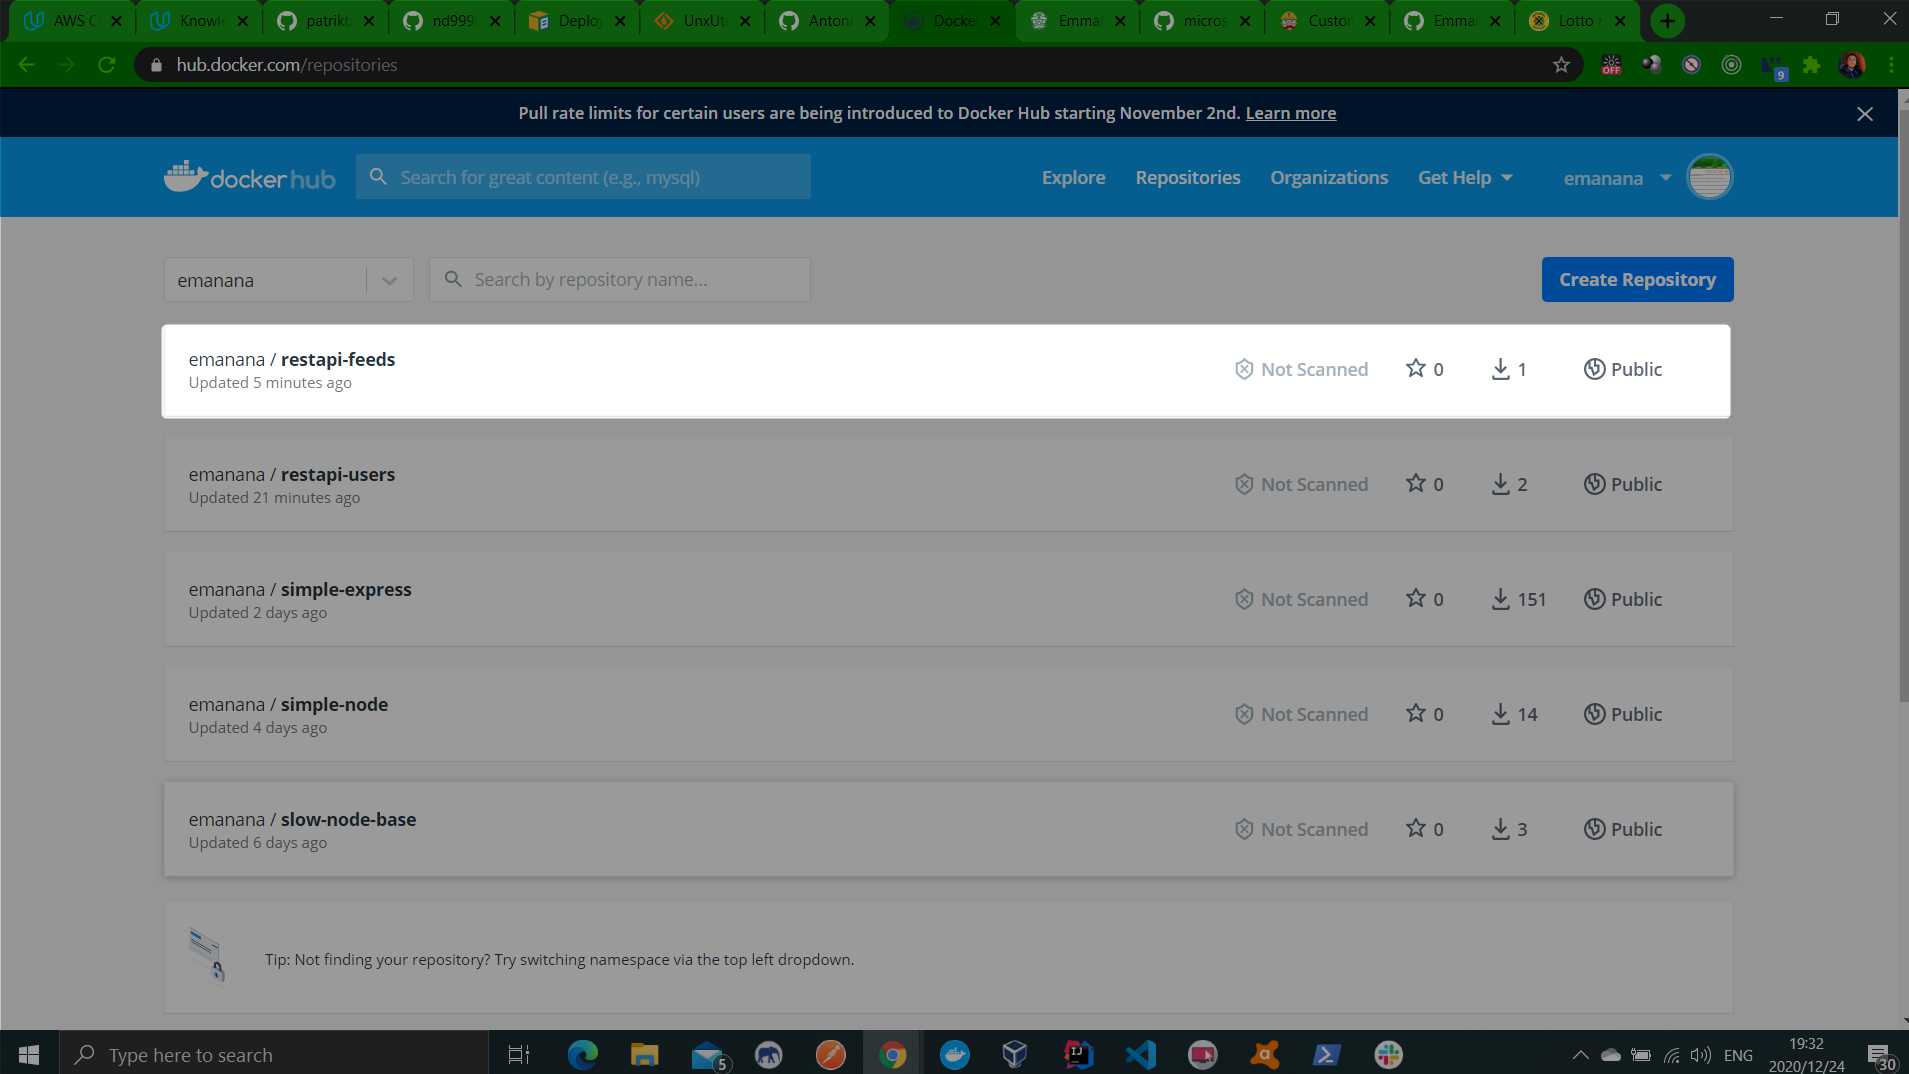 AWS C
Knowle
patrikb
nd999
Deploy
UnxUti
Antoni
Docke
Emma
micros
Custon
Emma
Lotto
hub.docker.com/repositories
OFF
9
Pull rate limits for certain users are being introduced to Docker Hub starting November 2nd. Learn more
docker hub
Search for great content (e.g., mysql)
Explore
Repositories
Organizations
Get Help
emanana
emanana
Search by repository name...
Create Repository
emanana / restapi-feeds
Updated 5 minutes ago
Not Scanned
0
1
Public
emanana / restapi-users
Updated 21 minutes ago
Not Scanned
0
2
Public
emanana / simple-express
Updated 2 days ago
Not Scanned
0
151
Public
emanana / simple-node
Updated 4 days ago
Not Scanned
0
14
Public
emanana / slow-node-base
Updated 6 days ago
Not Scanned
0
3
Public
Tip: Not finding your repository? Try switching namespace via the top left dropdown.
Type here to search
5
IJ
ENG
19:32
2020/12/24
30